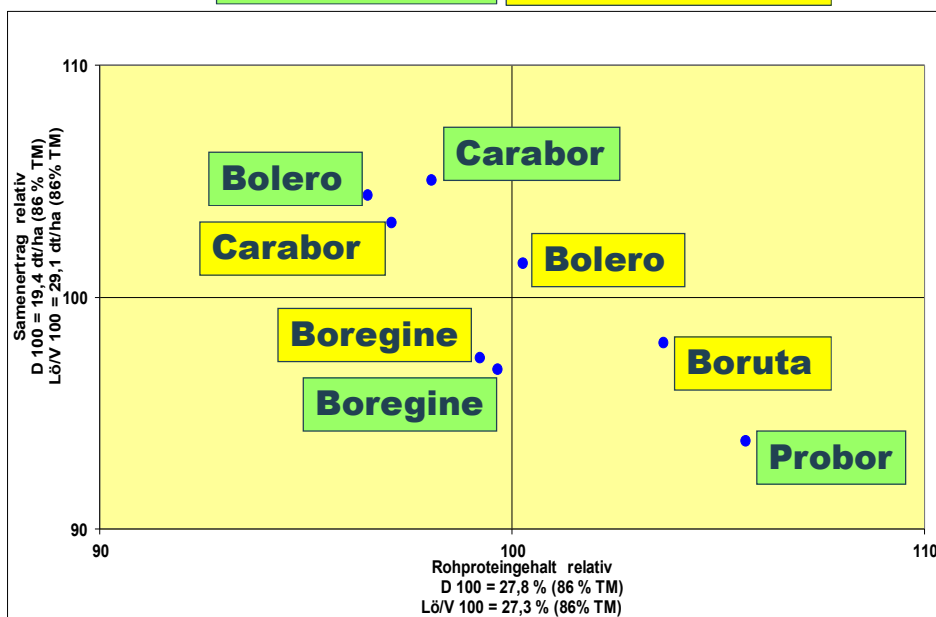 110
Carabor
Bolero
Carabor
Bolero
Samenertrag relativ
D 100 = 19,4 dt/ha (86 % TM)
Lö/V 100 = 29,1 dt/ha (86% TM)
100
Boregine
Boruta
Boregine
Probor
90
90
100
110
Rohproteingehalt relativ
D 100 = 27,8 % (86 % TM)
Lö/V 100 = 27,3 % (86% TM)